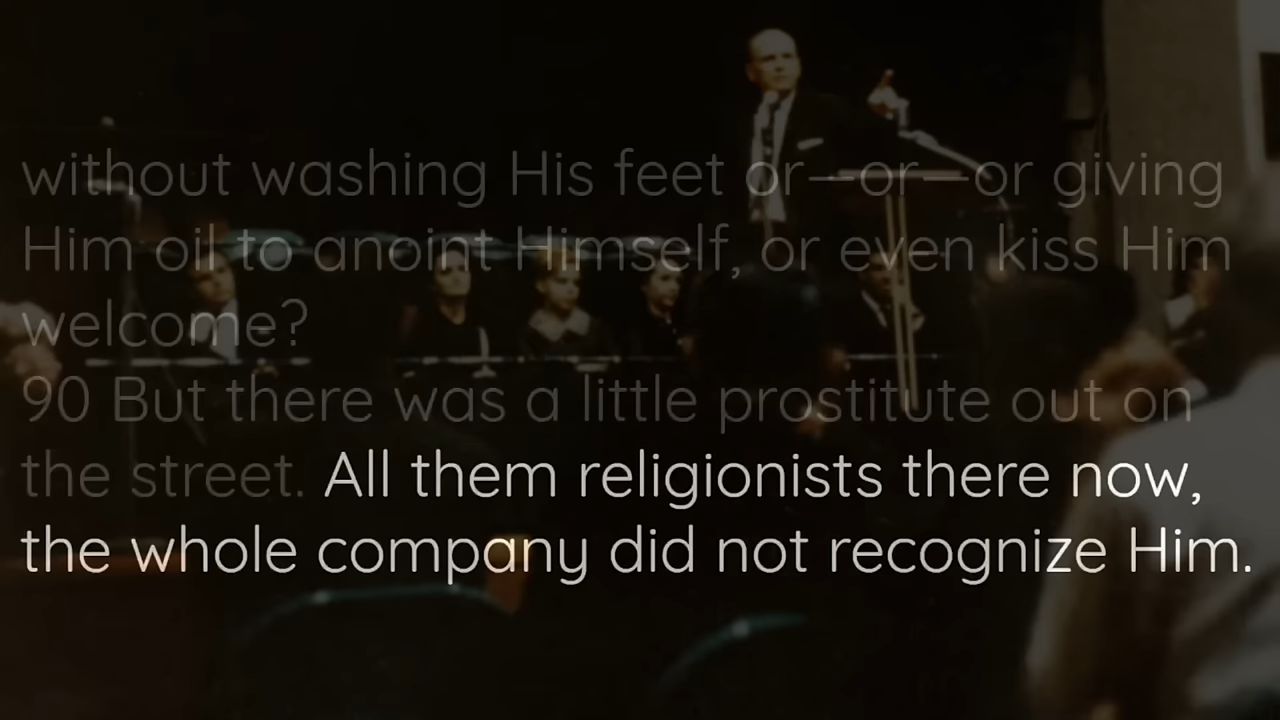 without washing His feet or—or—or giving
Him oil to anoint Himself, or even kiss Him
welcome?
90 But there was a little prostitute out on
the street. All them religionists there now,
the whole company did not recognize Him.